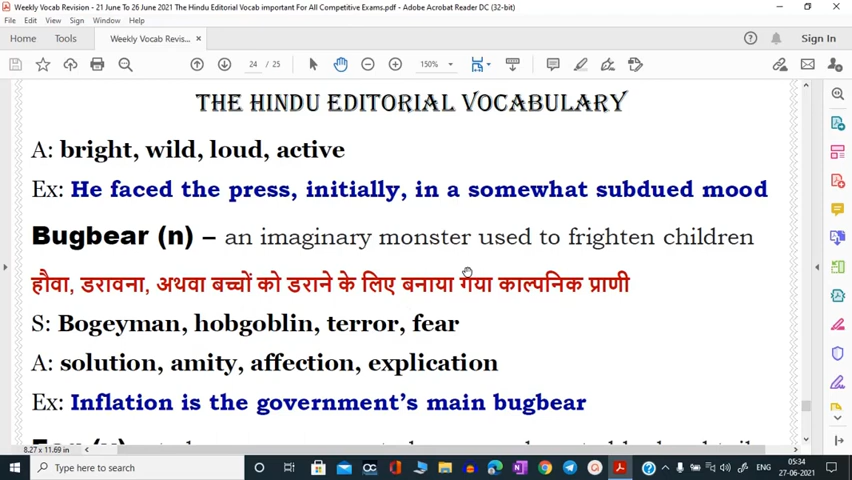 Weekly Vocab Revision - 21 June To 26 June 2021 The Hindu Editorial Vocab important For All Competitive Exams.pdf - Adobe Acrobat Reader DC (32-bit)
File Edit View Sign Window Help
Home Tools Weekly Vocab Revis... × Sign In
24 / 25 150%
THE HINDU EDITORIAL VOCABULARY
A: bright, wild, loud, active
Ex: He faced the press, initially, in a somewhat subdued mood
Bugbear (n) – an imaginary monster used to frighten children
हौवा, डरावना, अथवा बच्चों को डराने के लिए बनाया गया काल्पनिक प्राणी
S: Bogeyman, hobgoblin, terror, fear
A: solution, amity, affection, explication
Ex: Inflation is the government's main bugbear
8.27 x 11.69 in
Type here to search
ENG
05:34
27-06-2021